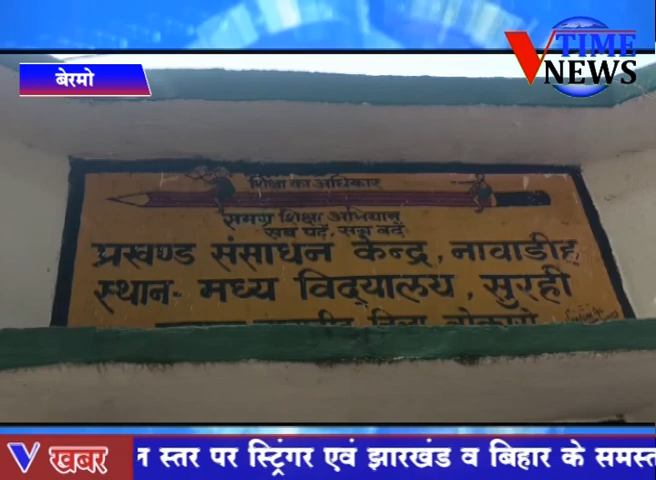 बेरमो
V TIME
NEWS
शिक्षा का अधिकार
समग्र शिक्षा अभियान
सब पढ़ें, सब बढ़ें
प्रखण्ड संसाधन केन्द्र, नावाडीह
स्थान- मध्य विद्यालय, सुरही
जिला बोकारो
V खबर
न स्तर पर स्ट्रिंगर एवं झारखंड व बिहार के समस्त